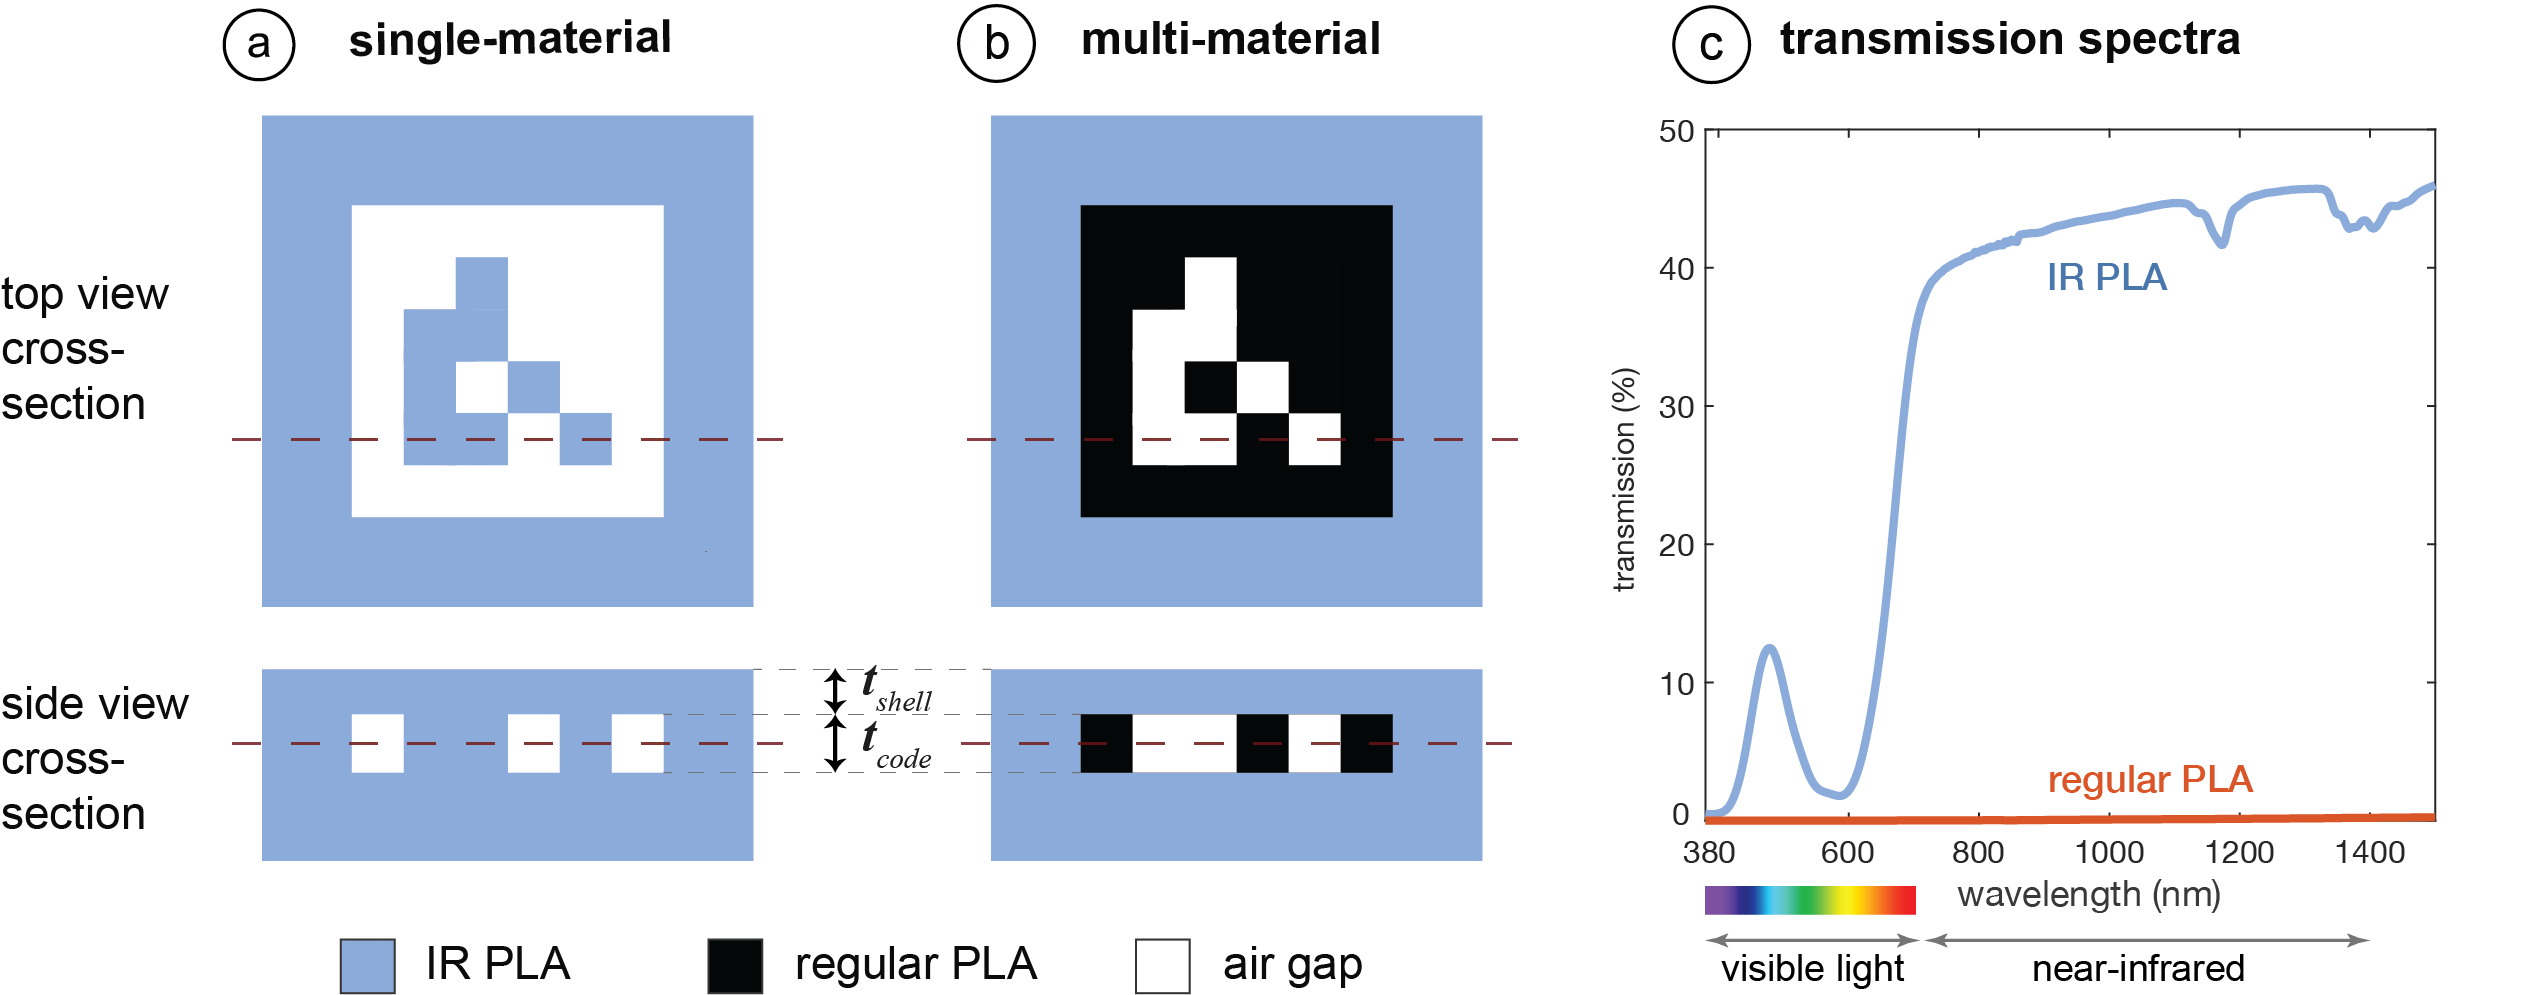 a single-material
b multi-material
c transmission spectra
top view
cross-
section
side view
cross-
section
t shell
t code
IR PLA
regular PLA
air gap
50
40
30
20
10
0
transmission (%)
IR PLA
regular PLA
380 600 800 1000 1200 1400
wavelength (nm)
visible light
near-infrared